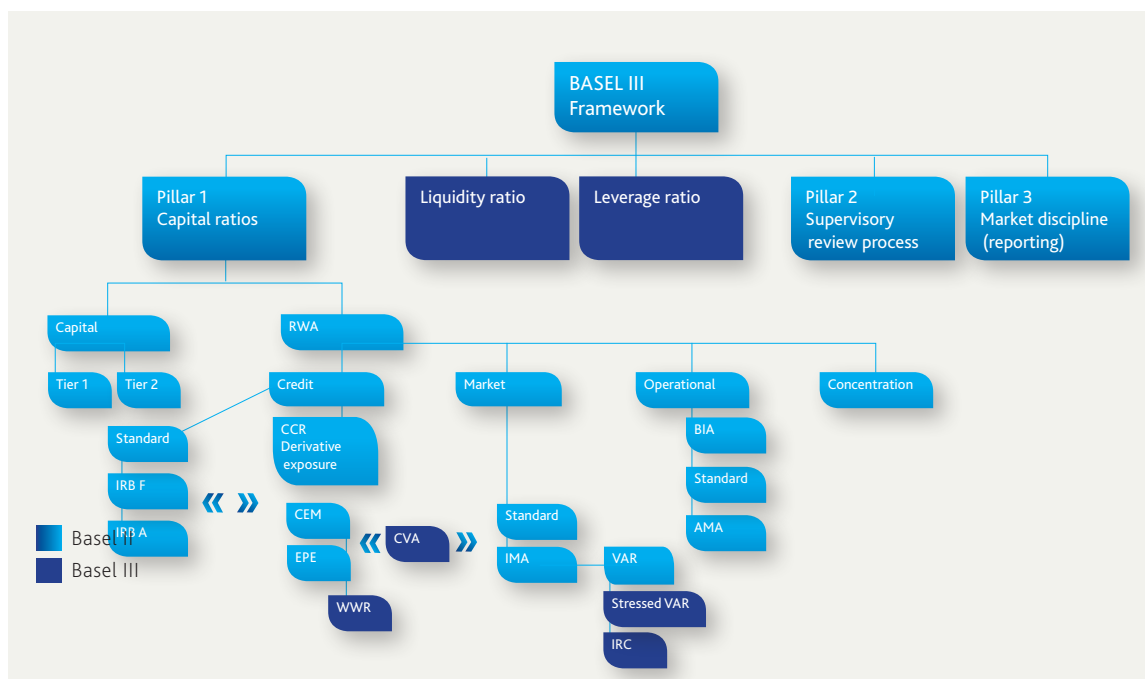 BASEL III
Framework
Pillar 1
Capital ratios
Liquidity ratio
Leverage ratio
Pillar 2
Supervisory
review process
Pillar 3
Market discipline
(reporting)
Capital
RWA
Tier 1
Tier 2
Credit
Market
Operational
Concentration
Standard
IRB F
IRB A
CCR
Derivative
exposure
CEM
EPE
WWR
CVA
Standard
IMA
VAR
Stressed VAR
IRC
BIA
Standard
AMA
Basel II
Basel III